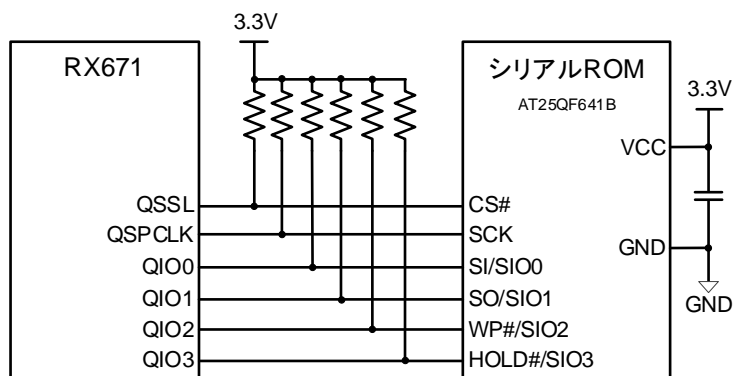 3.3V
RX671
シリアルROM
AT25QF641B
3.3V
VCC
QSSL
CS#
QSPCLK
SCK
GND
QIO0
SI/SIO0
QIO1
SO/SIO1
GND
QIO2
WP#/SIO2
QIO3
HOLD#/SIO3